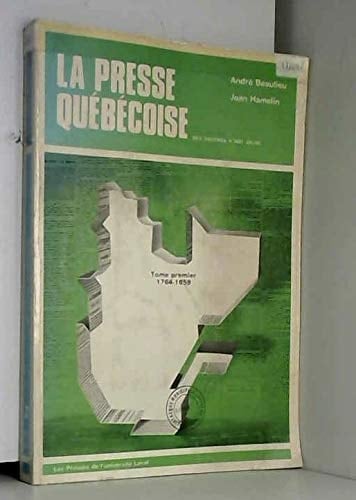 LA PRESSE
QUÉBÉCOISE
André Beaulieu
Jean Hamelin
Tome premier
1764-1859
Les Presses de l'université Laval